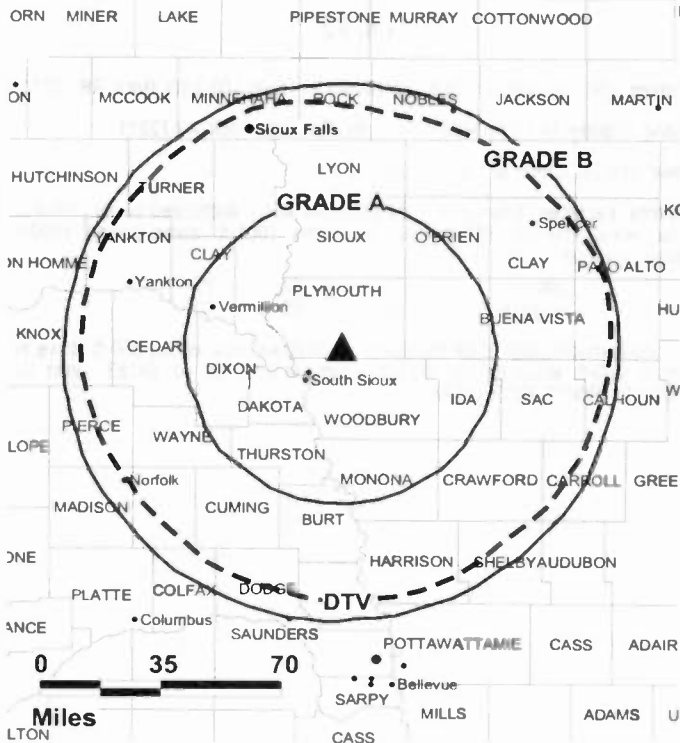 ORN MINER LAKE PIPESTONE MURRAY COTTONWOOD
ON MCCOOK MINNEHAHA ROCK NOBLES JACKSON MARTIN
Sioux Falls
GRADE B
LYON
HUTCHINSON
TURNER
GRADE A
KO
Spencer
YANKTON SIOUX O'BRIEN
CLAY
ON HOMME CLAY PALO ALTO
Yankton
PLYMOUTH
Vermillion
HU
BUENA VISTA
KNOX
CEDAR
DIXON
South Sioux
IDA SAC CALHOUN W
DAKOTA
WOODBURY
PIERCE
WAYNE
LOPE
THURSTON
Norfolk MONONA CRAWFORD CARROLL GREE
MADISON CUMING
BURT
ONE
HARRISON SHELBY AUDUBON
PLATTE COLFAX DODGE
DTV
ANCE Columbus
SAUNDERS
POTTAWATTAMIE CASS ADAIR
0 35 70
Bellevue
SARPY
Miles
MILLS ADAMS U
LTON CASS